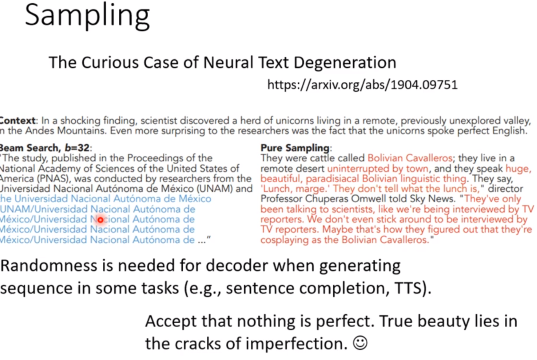 Sampling
The Curious Case of Neural Text Degeneration
https://arxiv.org/abs/1904.09751
Context: In a shocking finding, scientist discovered a herd of unicorns living in a remote, previously unexplored valley,
in the Andes Mountains. Even more surprising to the researchers was the fact that the unicorns spoke perfect English.
Beam Search, b=32:
"The study, published in the Proceedings of the
National Academy of Sciences of the United States of
America (PNAS), was conducted by researchers from the
Universidad Nacional Autónoma de México (UNAM) and
the Universidad Nacional Autónoma de México
(UNAM/Universidad Nacional Autónoma de
México/Universidad Nacional Autónoma de
México/Universidad Nacional Autónoma de
México/Universidad Nacional Autónoma de ..."
Pure Sampling:
They were cattle called Bolivian Cavalleros; they live in a
remote desert uninterrupted by town, and they speak huge,
beautiful, paradisiacal Bolivian linguistic thing. They say,
'Lunch, marge.' They don't tell what the lunch is," director
Professor Chuperas Omwell told Sky News. "They've only
been talking to scientists, like we're being interviewed by TV
reporters. We don't even stick around to be interviewed by
TV reporters. Maybe that's how they figured out that they're
cosplaying as the Bolivian Cavalleros."
Randomness is needed for decoder when generating
sequence in some tasks (e.g., sentence completion, TTS).
Accept that nothing is perfect. True beauty lies in
the cracks of imperfection. ☺